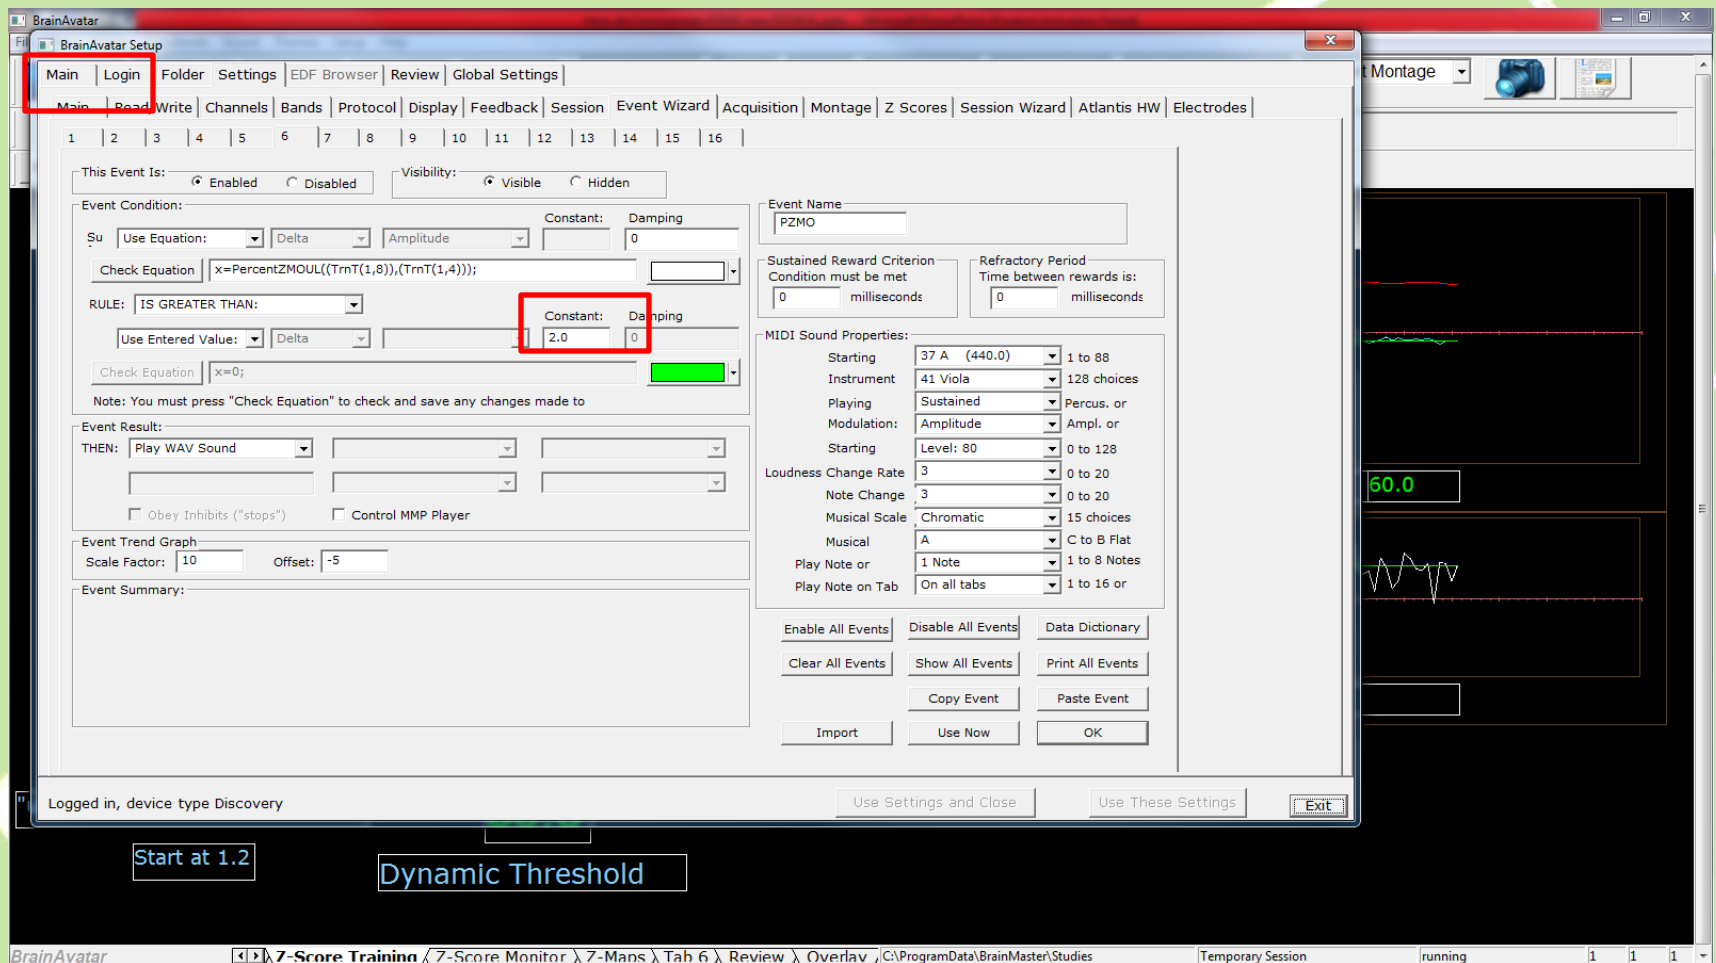 BrainAvatar
BrainAvatar Setup
Main Login Folder Settings EDF Browser Review Global Settings
Main Read/Write Channels Bands Protocol Display Feedback Session Event Wizard Acquisition Montage Z Scores Session Wizard Atlantis HW Electrodes
1 2 3 4 5 6 7 8 9 10 11 12 13 14 15 16
This Event Is: Enabled Disabled Visibility: Visible Hidden
Event Condition:
Constant: Damping
Su Use Equation: Delta Amplitude 0
Check Equation x=PercentZMOUL((TrnT(1,8)),(TrnT(1,4)));
RULE: IS GREATER THAN:
Constant: Damping
Use Entered Value: Delta 2.0 0
Check Equation x=0;
Note: You must press "Check Equation" to check and save any changes made to
Event Result:
THEN: Play WAV Sound
Obey Inhibits ("stops") Control MMP Player
Event Trend Graph
Scale Factor: 10 Offset: -5
Event Summary:
Event Name
PZMO
Sustained Reward Criterion
Condition must be met
0 milliseconds
Refractory Period
Time between rewards is:
0 milliseconds
MIDI Sound Properties:
Starting 37 A (440.0) 1 to 88
Instrument 41 Viola 128 choices
Playing Sustained Percus. or
Modulation: Amplitude Ampl. or
Starting Level: 80 0 to 128
Loudness Change Rate 3 0 to 20
Note Change 3 0 to 20
Musical Scale Chromatic 15 choices
Musical A C to B Flat
Play Note or 1 Note 1 to 8 Notes
Play Note on Tab On all tabs 1 to 16 or
Enable All Events Disable All Events Data Dictionary
Clear All Events Show All Events Print All Events
Copy Event Paste Event
Import Use Now OK
Logged in, device type Discovery
Use Settings and Close Use These Settings Exit
t Montage
60.0
Start at 1.2
Dynamic Threshold
BrainAvatar Z-Score Training Z-Score Monitor Z-Maps Tab 6 Review Overlay C:\ProgramData\BrainMaster\Studies Temporary Session running 1 1 1